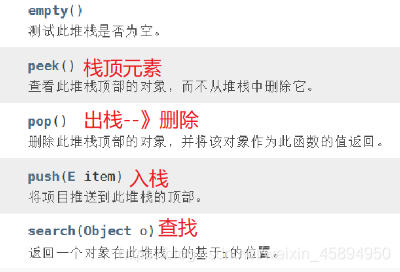 empty()
测试此堆栈是否为空。
peek() 栈顶元素
查看此堆栈顶部的对象，而不从堆栈中删除它。
pop() 出栈--》删除
删除此堆栈顶部的对象，并将该对象作为此函数的值返回。
push(E item) 入栈
将项目推送到此堆栈的顶部。
search(Object o) 查找
返回一个对象在此堆栈上的基于1的位置。